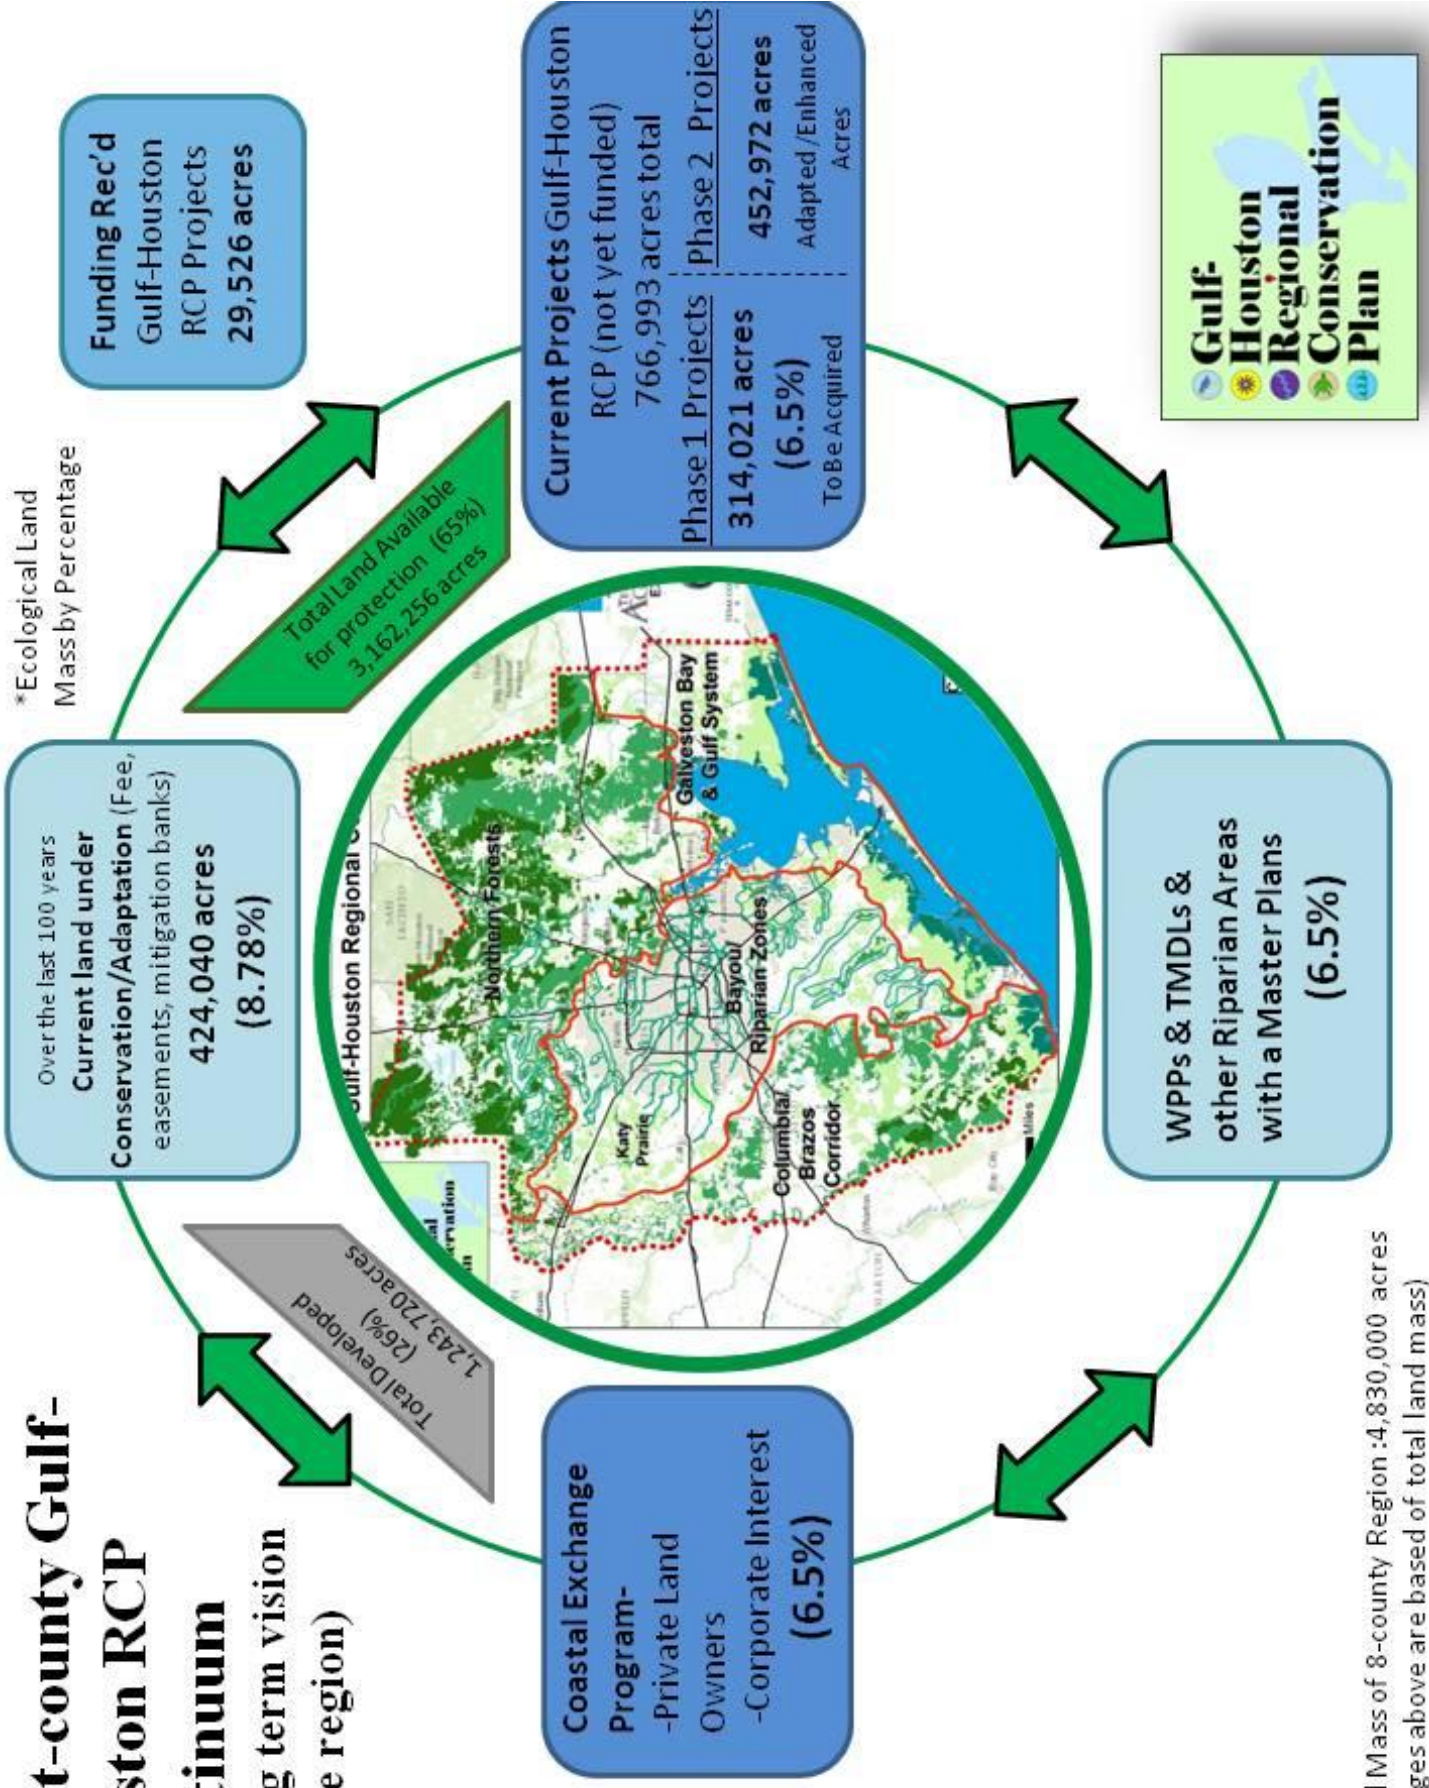 t-county Gulf-
ston RCP
tinuum
g term vision
e region)
*Ecological Land
Mass by Percentage
Over the last 100 years
Current land under
Conservation/Adaptation (Fee,
easements, mitigation banks)
424,040 acres
(8.78%)
Funding Rec'd
Gulf-Houston
RCP Projects
29,526 acres
Total Developed
(26%)
1,243,720 acres
Total Land Available
for protection (65%)
3,162,256 acres
Coastal Exchange
Program-
-Private Land
Owners
-Corporate Interest
(6.5%)
Gulf-Houston Regional
Northern Forests
Katy
Prairie
Bayou/
Riparian Zones
Galveston Bay
& Gulf System
Columbia/
Brazos
Corridor
Miles
Current Projects Gulf-Houston
RCP (not yet funded)
766,993 acres total
Phase 1 Projects
314,021 acres
(6.5%)
To Be Acquired
Phase 2 Projects
452,972 acres
Adapted/Enhanced
Acres
WPPs & TMDLs &
other Riparian Areas
with a Master Plans
(6.5%)
Gulf-
Houston
Regional
Conservation
Plan
Mass of 8-county Region :4,830,000 acres
ges above are based of total land mass)